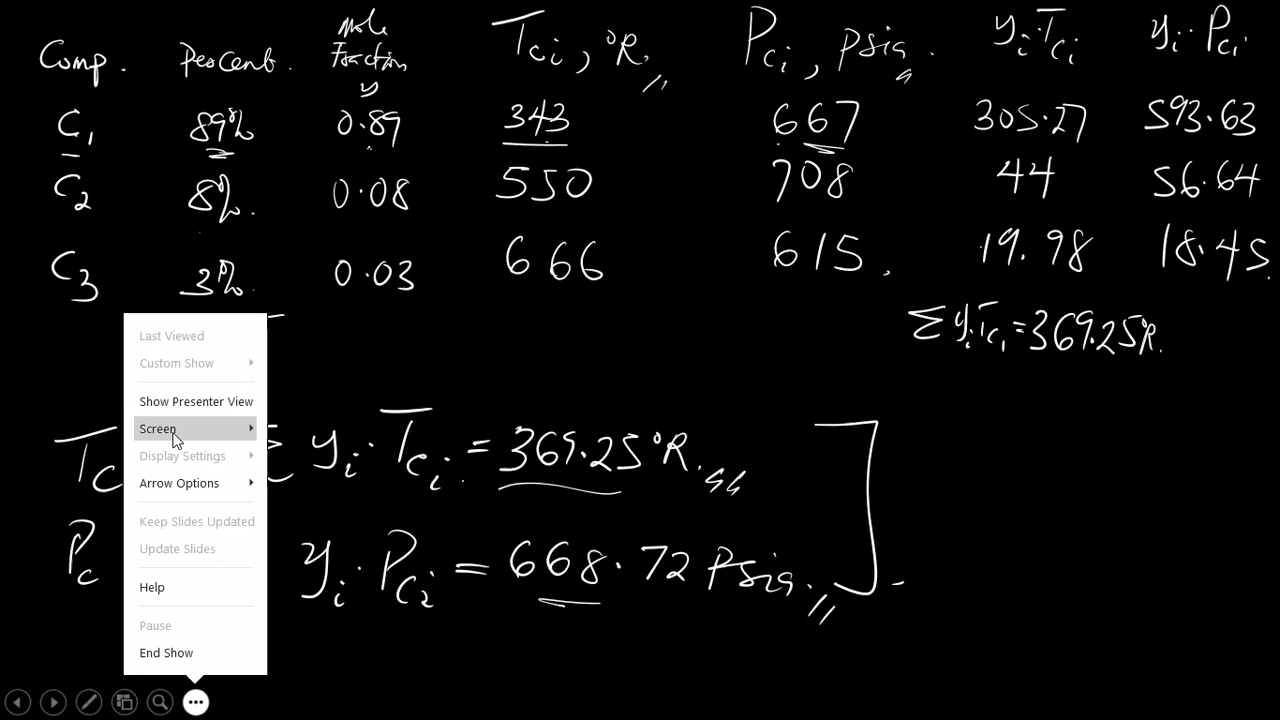 Comp. Percent. Mole Fraction y Tci, °R. Pci, psia. yi·Tci yi·Pci
C1 89% 0.89 343 667 305.27 593.63
C2 8%. 0.08 550 708 44 56.64
C3 3%. 0.03 666 615. 19.98 18.45.
Σ yi Tci = 369.25°R.
Tc yi·Tci = 369.25 °R.
Pc yi·Pci = 668.72 Psia.
Last Viewed
Custom Show
Show Presenter View
Screen
Display Settings
Arrow Options
Keep Slides Updated
Update Slides
Help
Pause
End Show